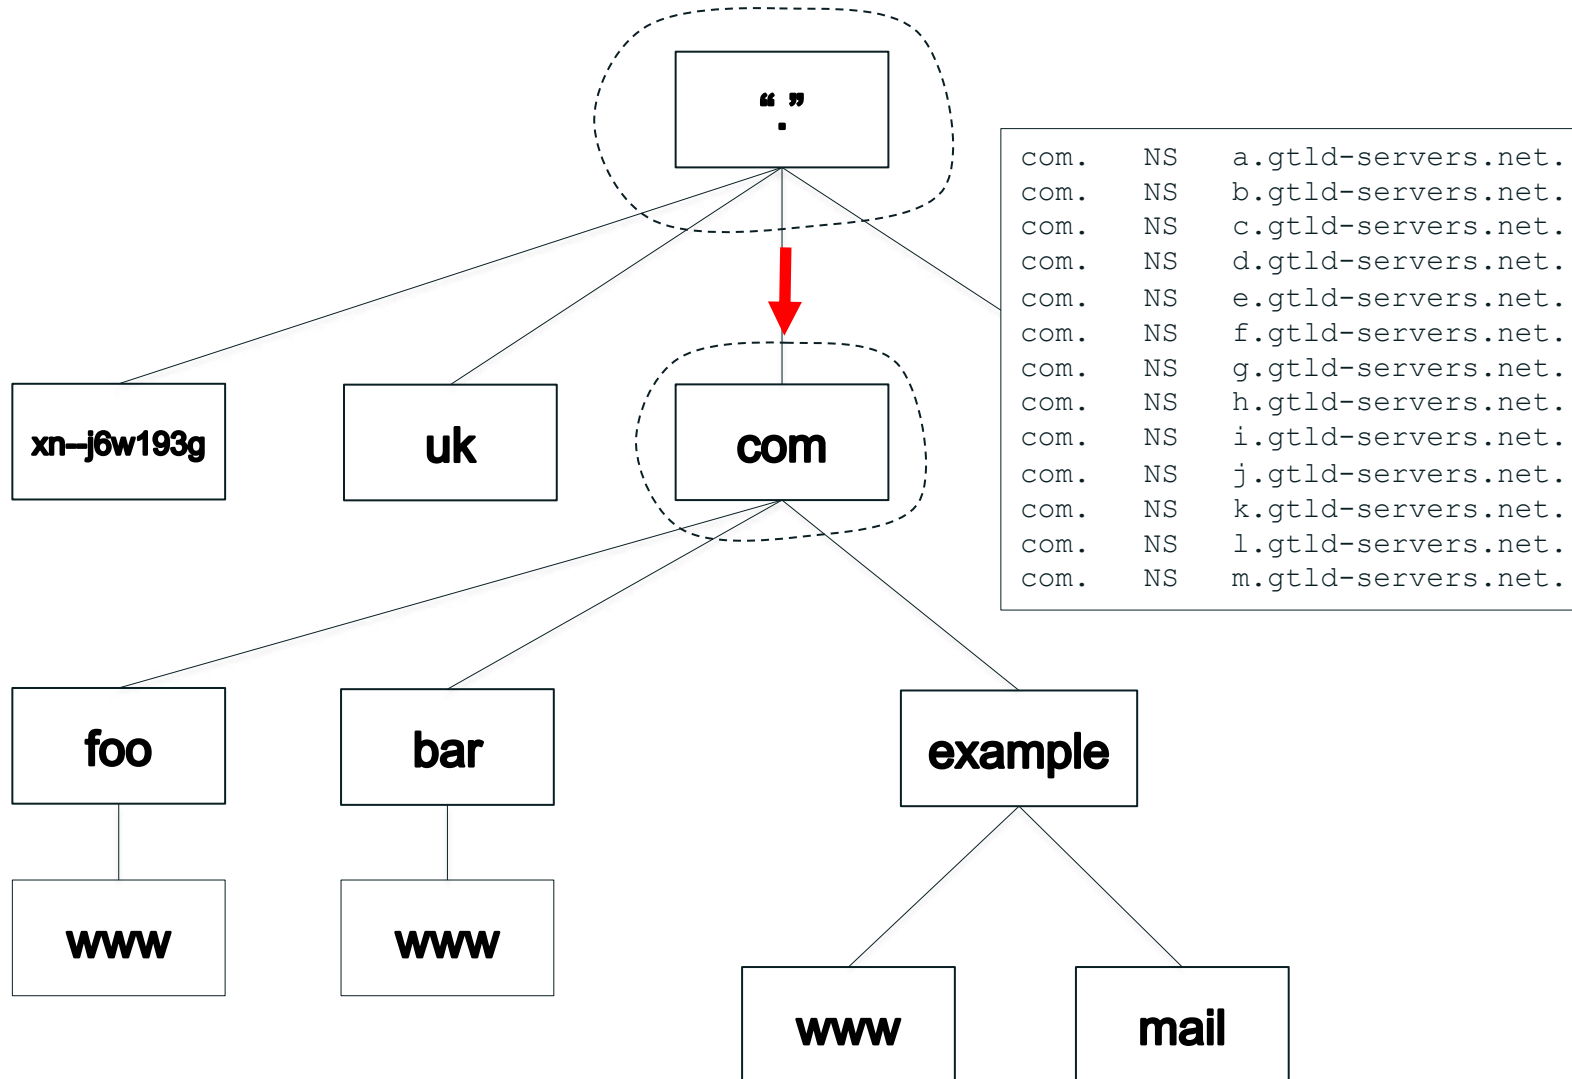 “.”
com. NS a.gtld-servers.net.
com. NS b.gtld-servers.net.
com. NS c.gtld-servers.net.
com. NS d.gtld-servers.net.
com. NS e.gtld-servers.net.
com. NS f.gtld-servers.net.
com. NS g.gtld-servers.net.
com. NS h.gtld-servers.net.
com. NS i.gtld-servers.net.
com. NS j.gtld-servers.net.
com. NS k.gtld-servers.net.
com. NS l.gtld-servers.net.
com. NS m.gtld-servers.net.
xn--j6w193g
uk
com
foo
bar
example
www
www
www
mail